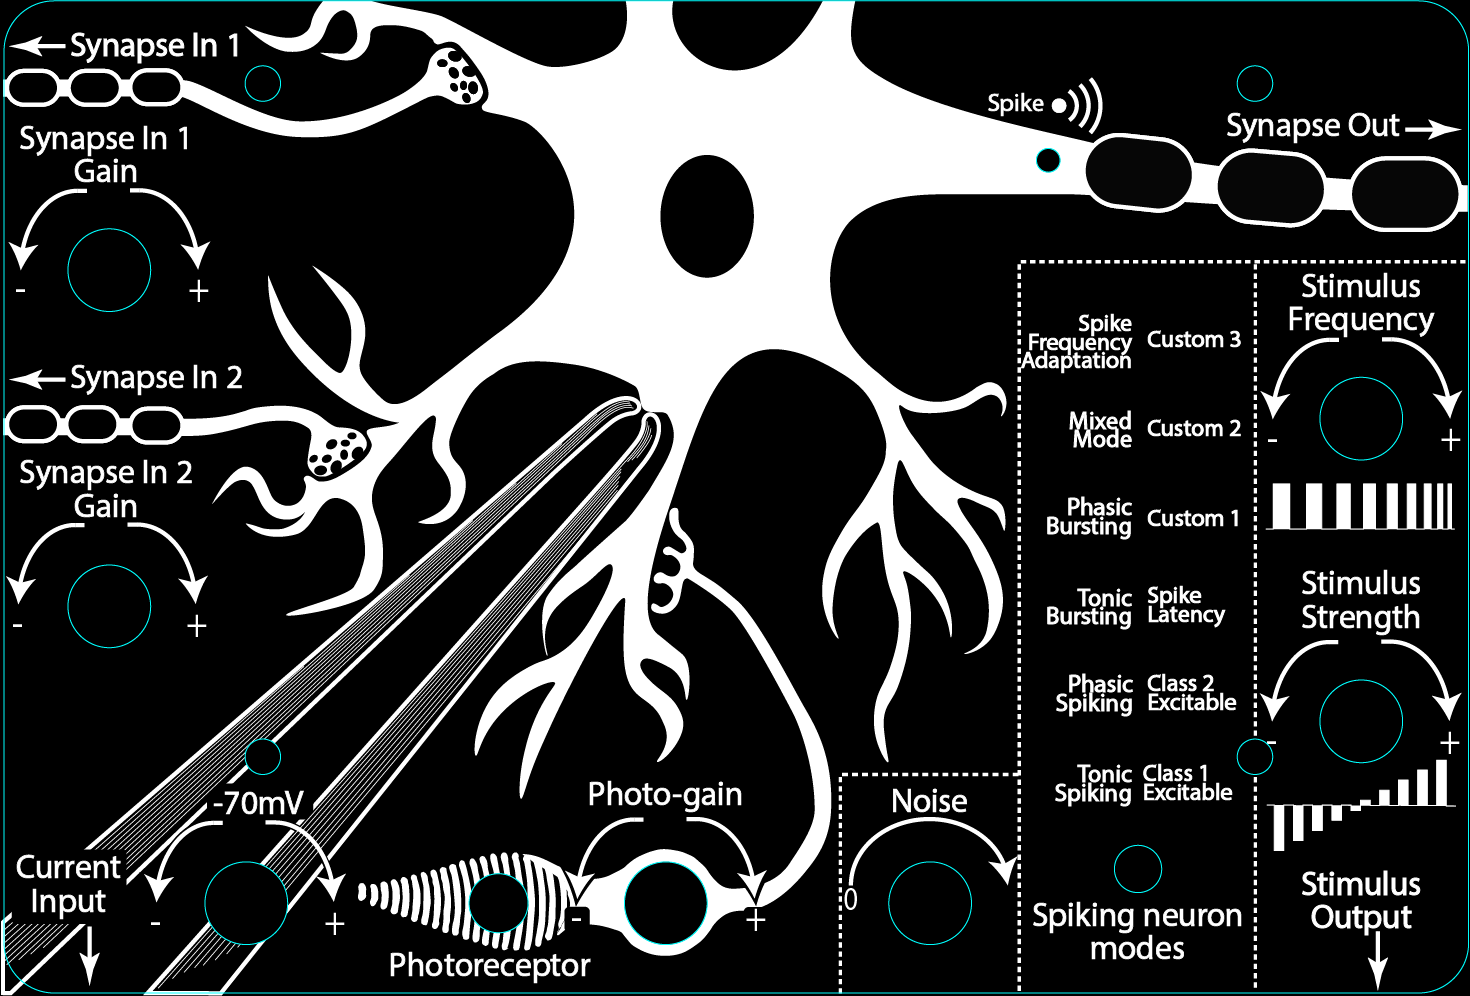 Synapse In 1
Synapse In 1
Gain
-
+
Synapse In 2
Synapse In 2
Gain
-
+
Spike
Synapse Out
Spike
Frequency
Adaptation
Custom 3
Mixed
Mode
Custom 2
Phasic
Bursting
Custom 1
Tonic
Bursting
Spike
Latency
Phasic
Spiking
Class 2
Excitable
Tonic
Spiking
Class 1
Excitable
Spiking neuron
modes
Stimulus
Frequency
-
+
Stimulus
Strength
-
+
Stimulus
Output
Current
Input
-70mV
-
+
Photoreceptor
Photo-gain
-
+
Noise
0